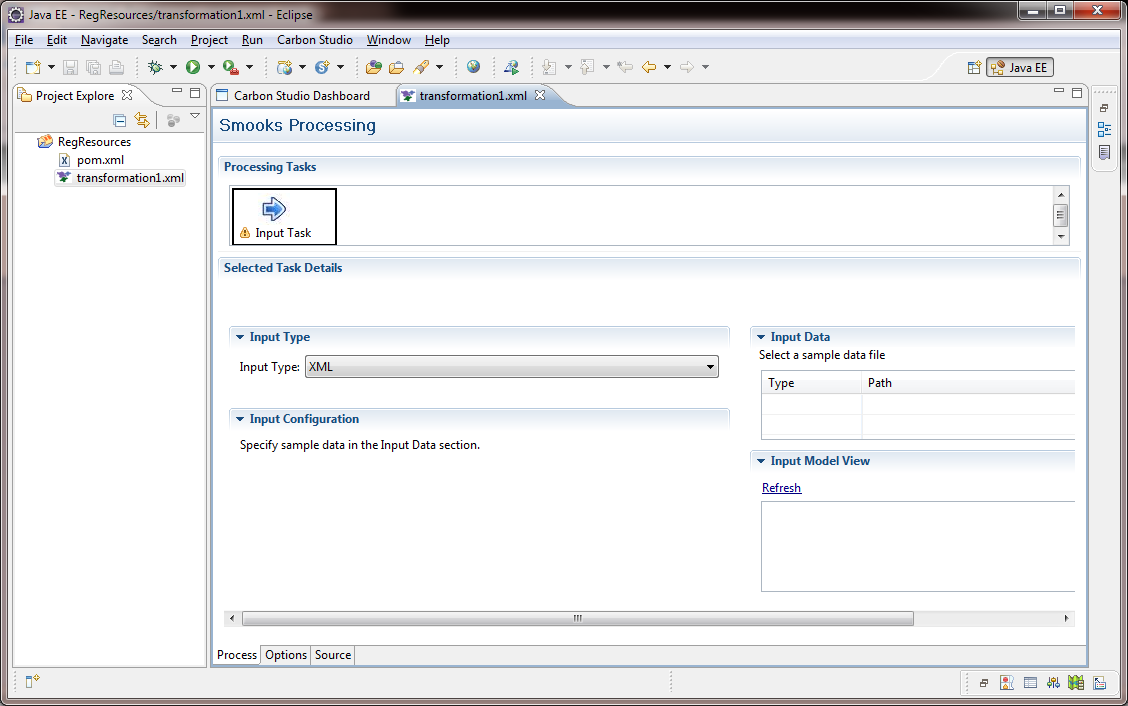 Java EE - RegResources/transformation1.xml - Eclipse
File Edit Navigate Search Project Run Carbon Studio Window Help
Java EE
Project Explore
Carbon Studio Dashboard
transformation1.xml
RegResources
pom.xml
transformation1.xml
Smooks Processing
Processing Tasks
Input Task
Selected Task Details
Input Type
Input Type: XML
Input Configuration
Specify sample data in the Input Data section.
Input Data
Select a sample data file
Type Path
Input Model View
Refresh
Process Options Source